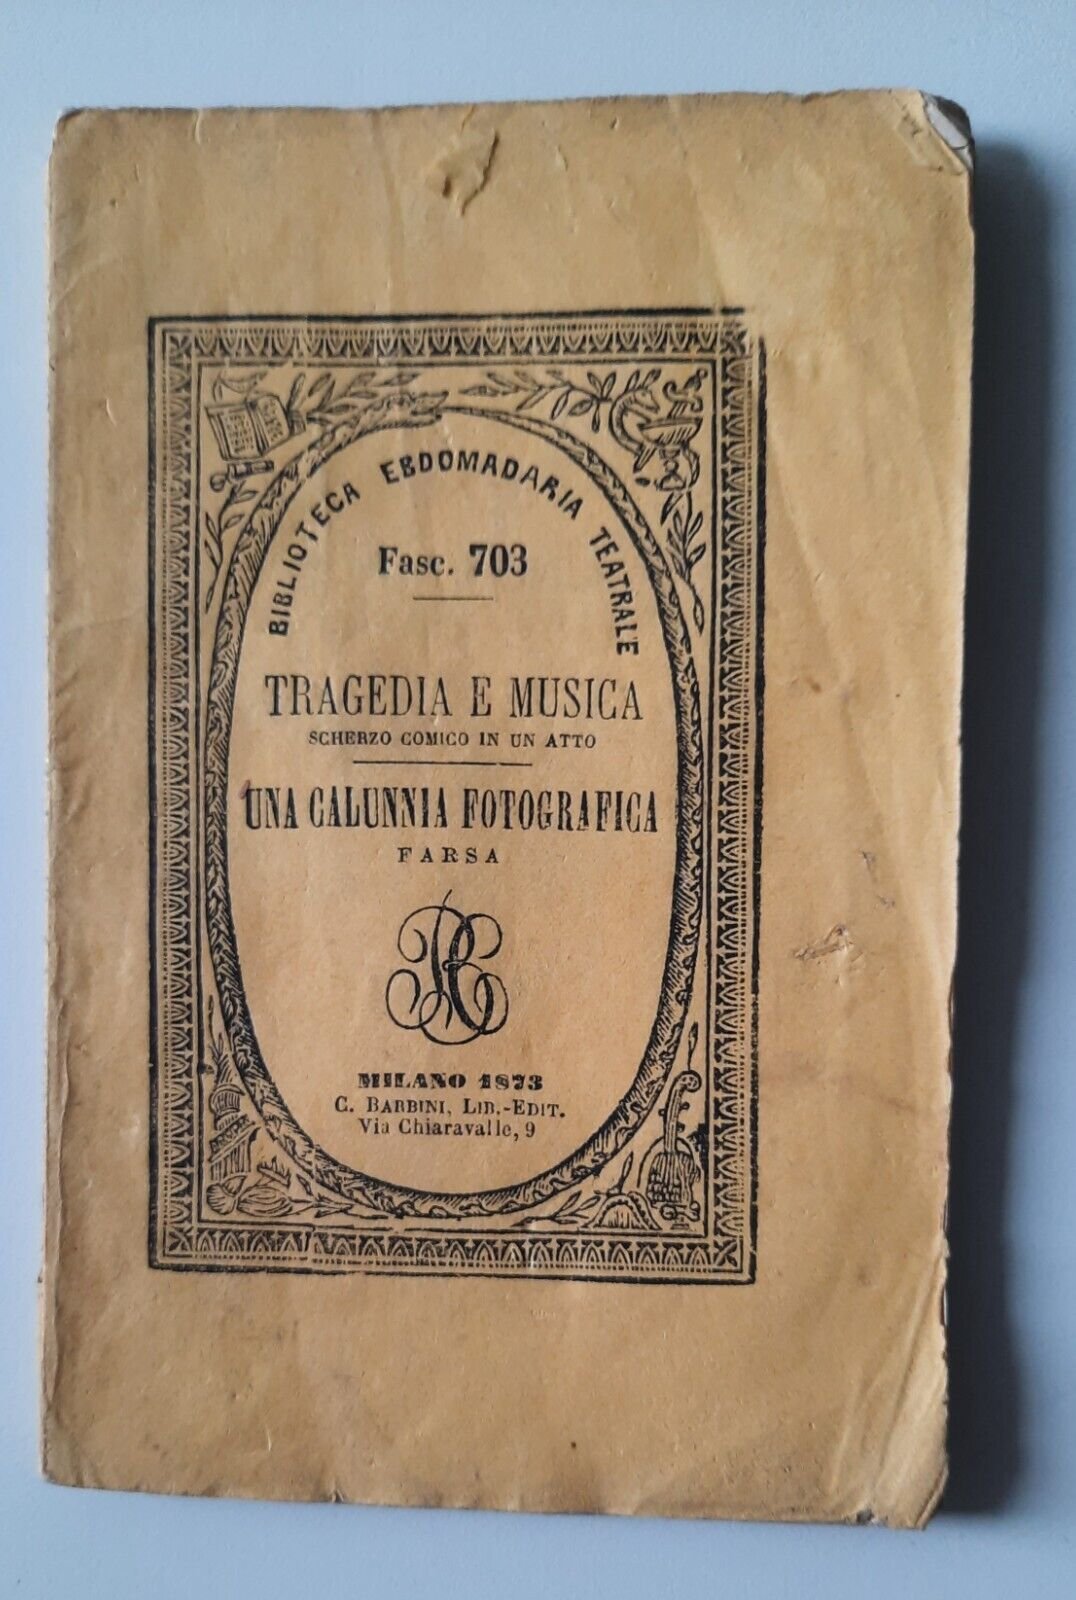 BIBLIOTECA EBDOMADARIA TEATRALE
Fasc. 703
TRAGEDIA E MUSICA
SCHERZO COMICO IN UN ATTO
UNA CALUNNIA FOTOGRAFICA
FARSA
MILANO 1873
C. BARBINI, LIB.-EDIT.
Via Chiaravalle, 9